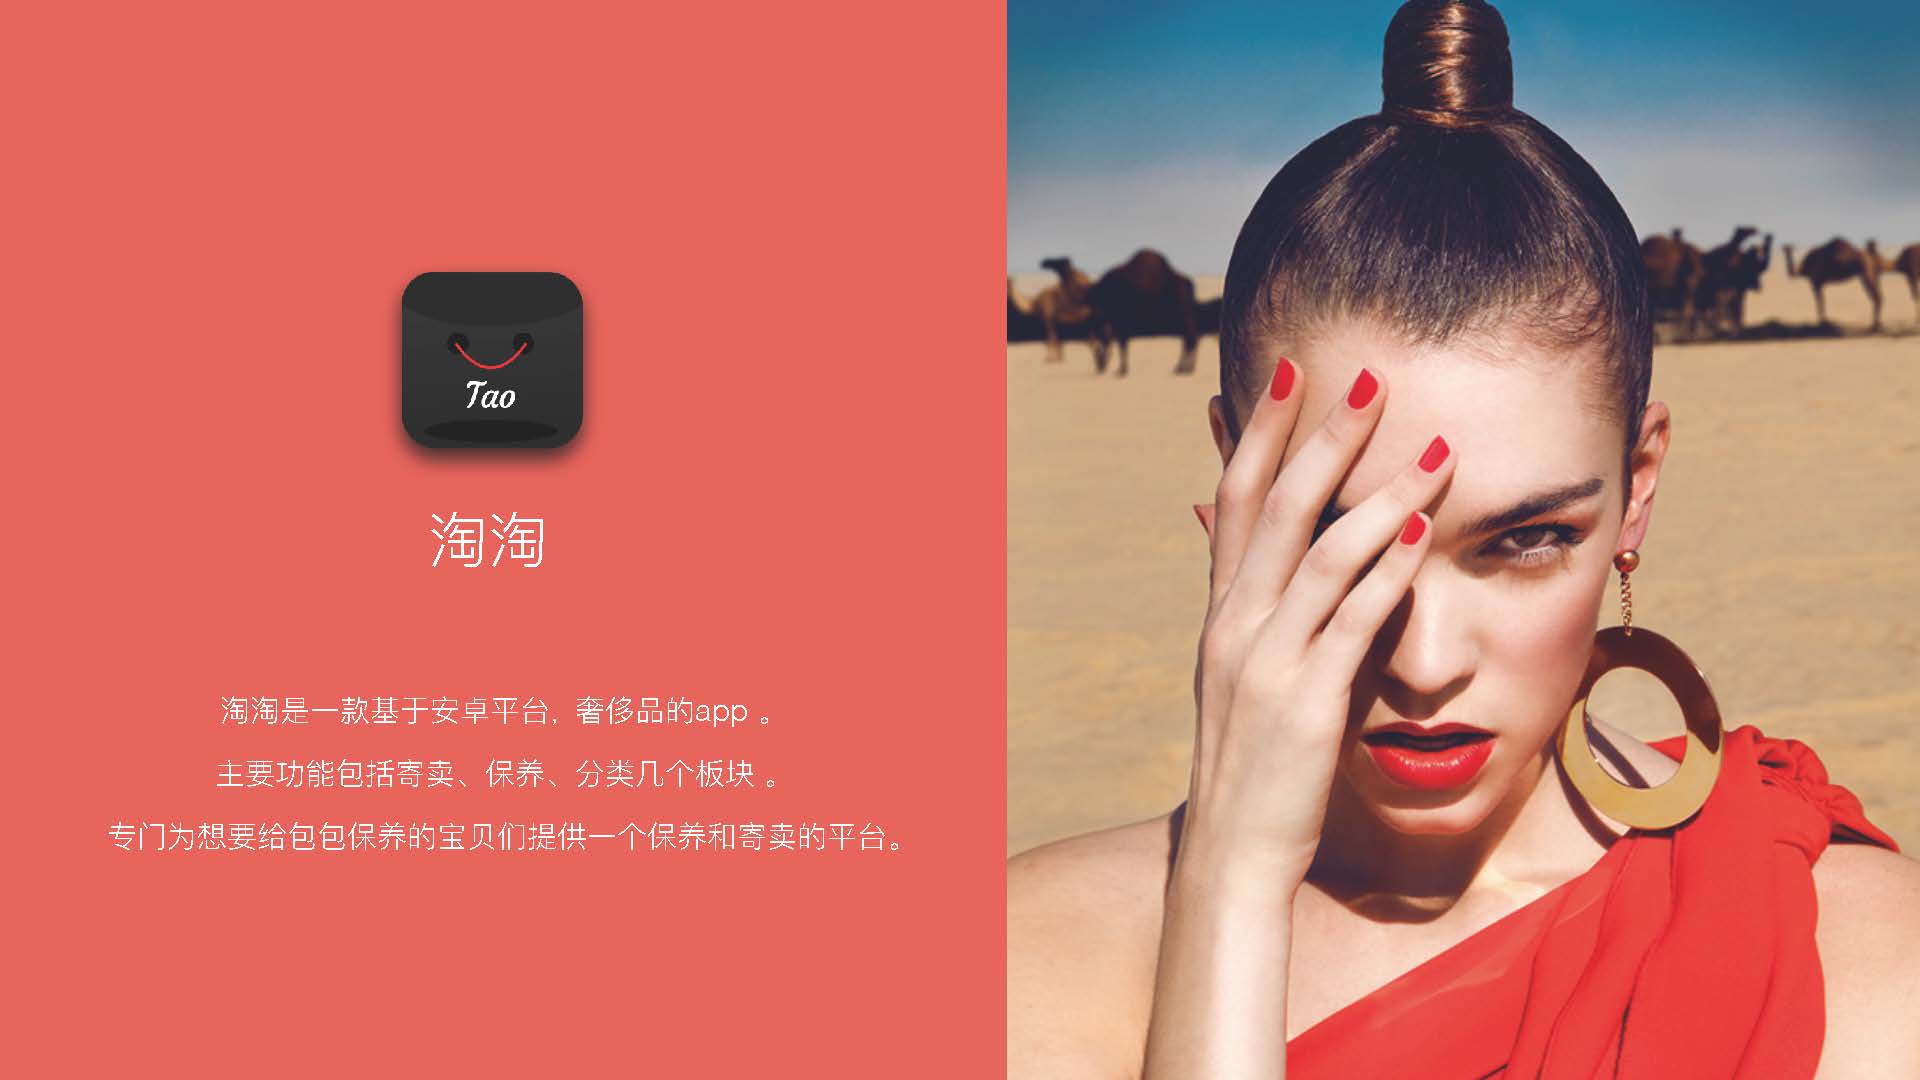 Tao
淘淘
淘淘是一款基于安卓平台，奢侈品的app 。
主要功能包括寄卖、保养、分类几个板块 。
专门为想要给包包保养的宝贝们提供一个保养和寄卖的平台。